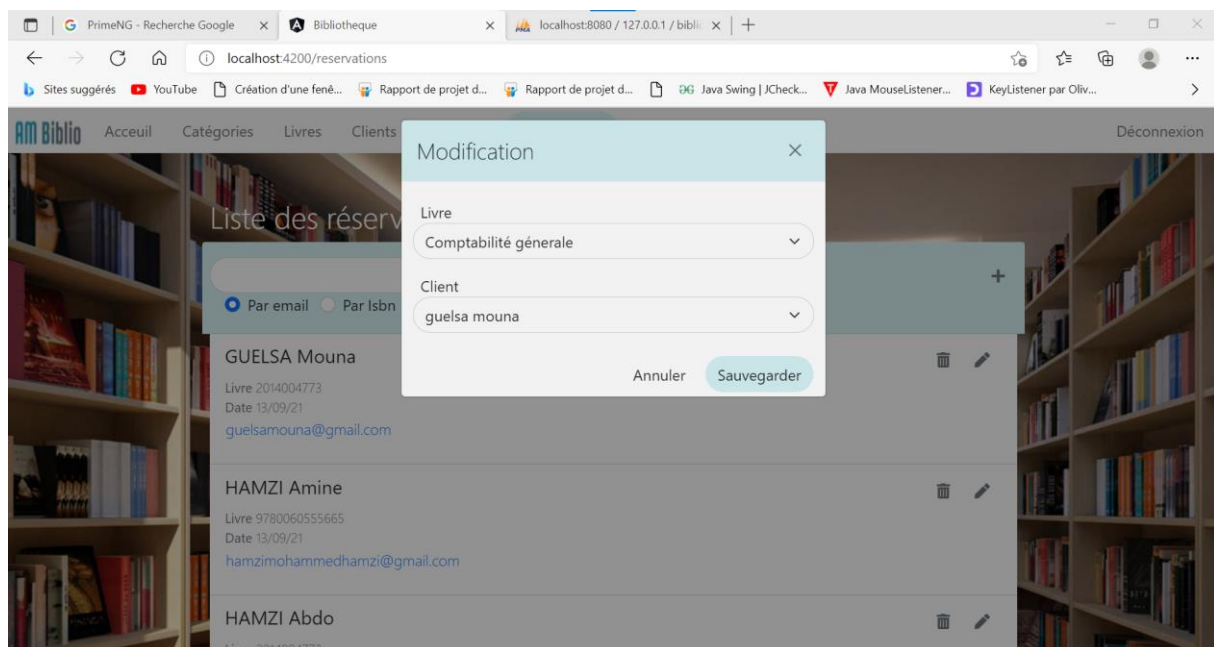 PrimeNG - Recherche Google
Bibliotheque
localhost:8080 / 127.0.0.1 /
localhost:4200/reservations
Sites suggérés YouTube Création d'une fenê... Rapport de projet d... Rapport de projet d... Java Swing | JCheck... Java MouseListener... KeyListener par Oliv...
AM Biblio Acceuil Catégories Livres Clients Déconnexion
Modification
Liste des réserv
Livre
Comptabilité génerale
Client
guelsa mouna
Annuler Sauvegarder
Par email Par Isbn
GUELSA Mouna
Livre 2014004773
Date 13/09/21
guelsamouna@gmail.com
HAMZI Amine
Livre 9780060555665
Date 13/09/21
hamzimohammedhamzi@gmail.com
HAMZI Abdo